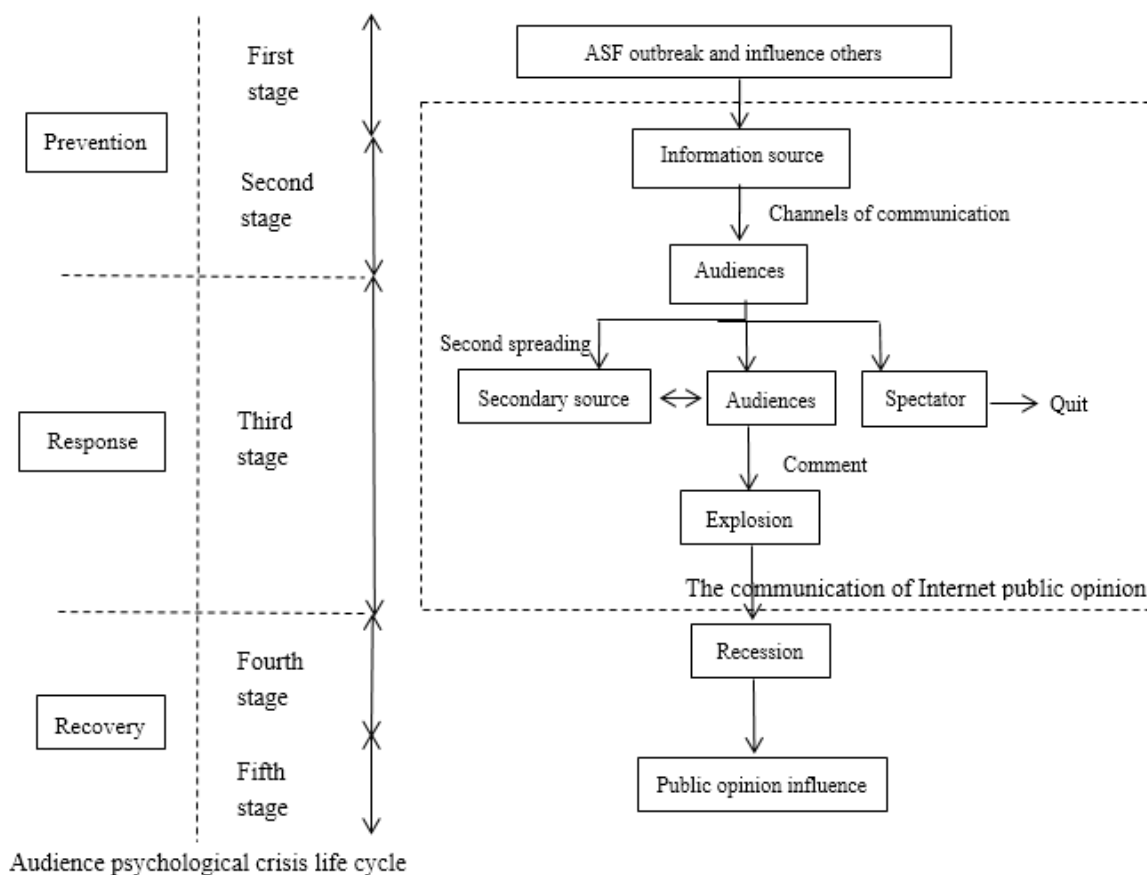 First
stage
ASF outbreak and influence others
Prevention
Information source
Second
stage
Channels of communication
Audiences
Second spreading
Secondary source
Audiences
Spectator
Quit
Response
Third
stage
Comment
Explosion
The communication of Internet public opinion
Fourth
stage
Recession
Recovery
Fifth
stage
Public opinion influence
Audience psychological crisis life cycle